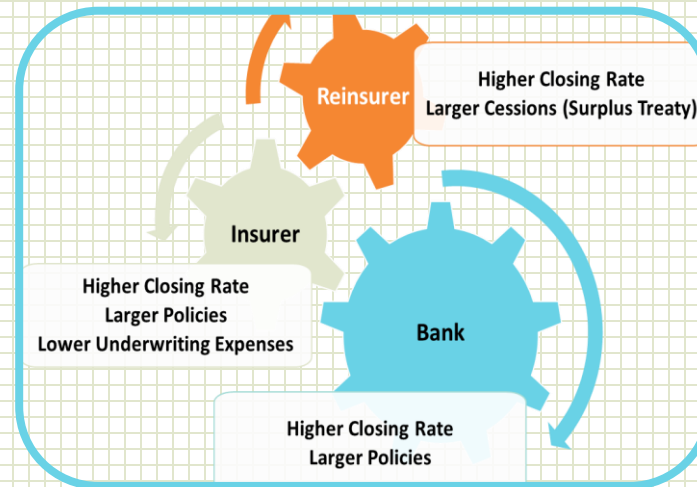 Reinsurer
Higher Closing Rate
Larger Cessions (Surplus Treaty)
Insurer
Higher Closing Rate
Larger Policies
Lower Underwriting Expenses
Bank
Higher Closing Rate
Larger Policies